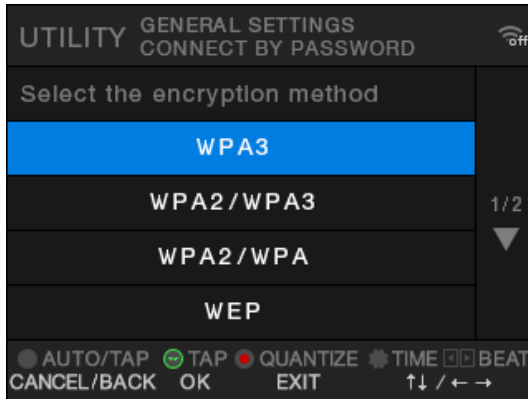 UTILITY GENERAL SETTINGS
CONNECT BY PASSWORD
off
Select the encryption method
WPA3
WPA2/WPA3
1/2
WPA2/WPA
WEP
AUTO/TAP TAP QUANTIZE TIME BEAT
CANCEL/BACK OK EXIT ↑↓/←→